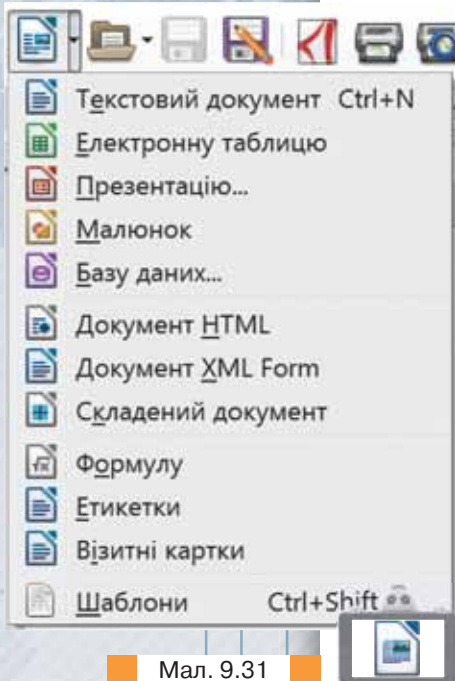 Текстовий документ Ctrl+N
Електронну таблицю
Презентацію...
Малюнок
Базу даних...
Документ HTML
Документ XML Form
Складений документ
Формулу
Етикетки
Візитні картки
Шаблони Ctrl+Shift
Мал. 9.31